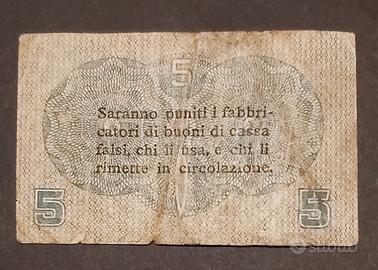 5
Saranno puniti i fabbri-
catori di buoni di cassa
falsi, chi li usa, e chi li
rimette in circolazione.
5 5
subito